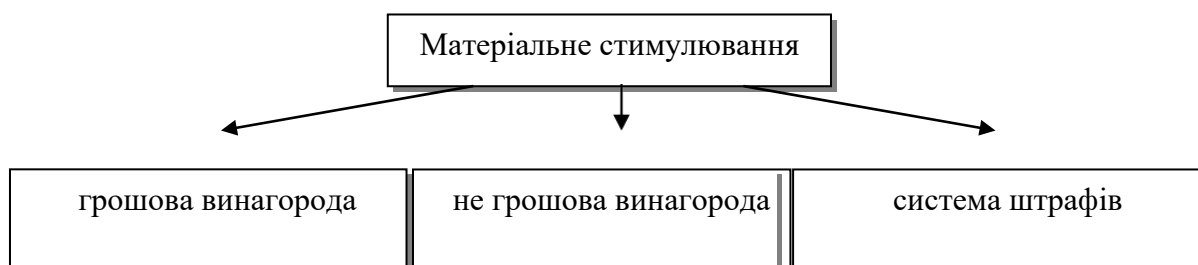 Матеріальне стимулювання
грошова винагорода
не грошова винагорода
система штрафів